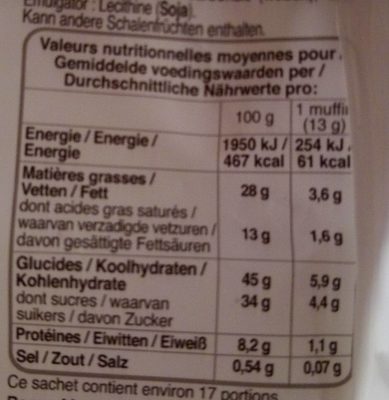 Emulgator : Lecithine (Soja).
Kann andere Schalenfrüchten enthalten.
Valeurs nutritionnelles moyennes pour
Gemiddelde voedingswaarden per /
Durchschnittliche Nährwerte pro:
100 g 1 muffin (13 g)
Energie / Energie / Energie 1950 kJ / 467 kcal 254 kJ 61 kcal
Matières grasses / Vetten / Fett 28 g 3,6 g
dont acides gras saturés / waarvan verzadigde vetzuren / davon gesättigte Fettsäuren 13 g 1,6 g
Glucides / Koolhydraten / Kohlenhydrate 45 g 5,9 g
dont sucres / waarvan suikers / davon Zucker 34 g 4,4 g
Protéines / Eiwitten / Eiweiß 8,2 g 1,1 g
Sel / Zout / Salz 0,54 g 0,07 g
Ce sachet contient environ 17 portions